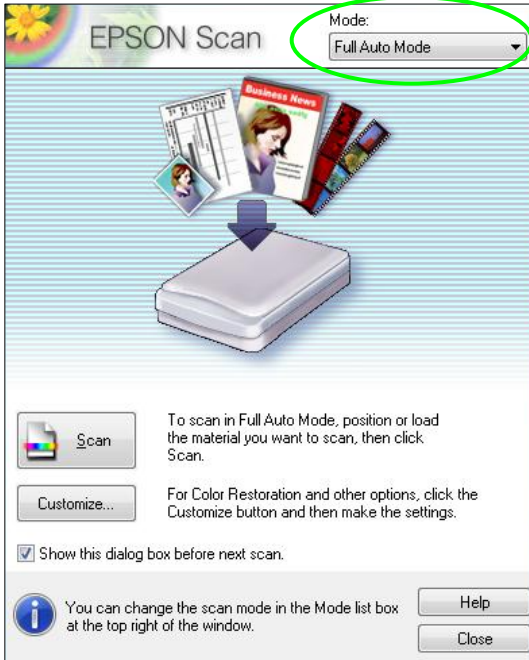 EPSON Scan
Mode:
Full Auto Mode
Business News
Scan
To scan in Full Auto Mode, position or load
the material you want to scan, then click
Scan.
Customize...
For Color Restoration and other options, click the
Customize button and then make the settings.
Show this dialog box before next scan.
You can change the scan mode in the Mode list box
at the top right of the window.
Help
Close